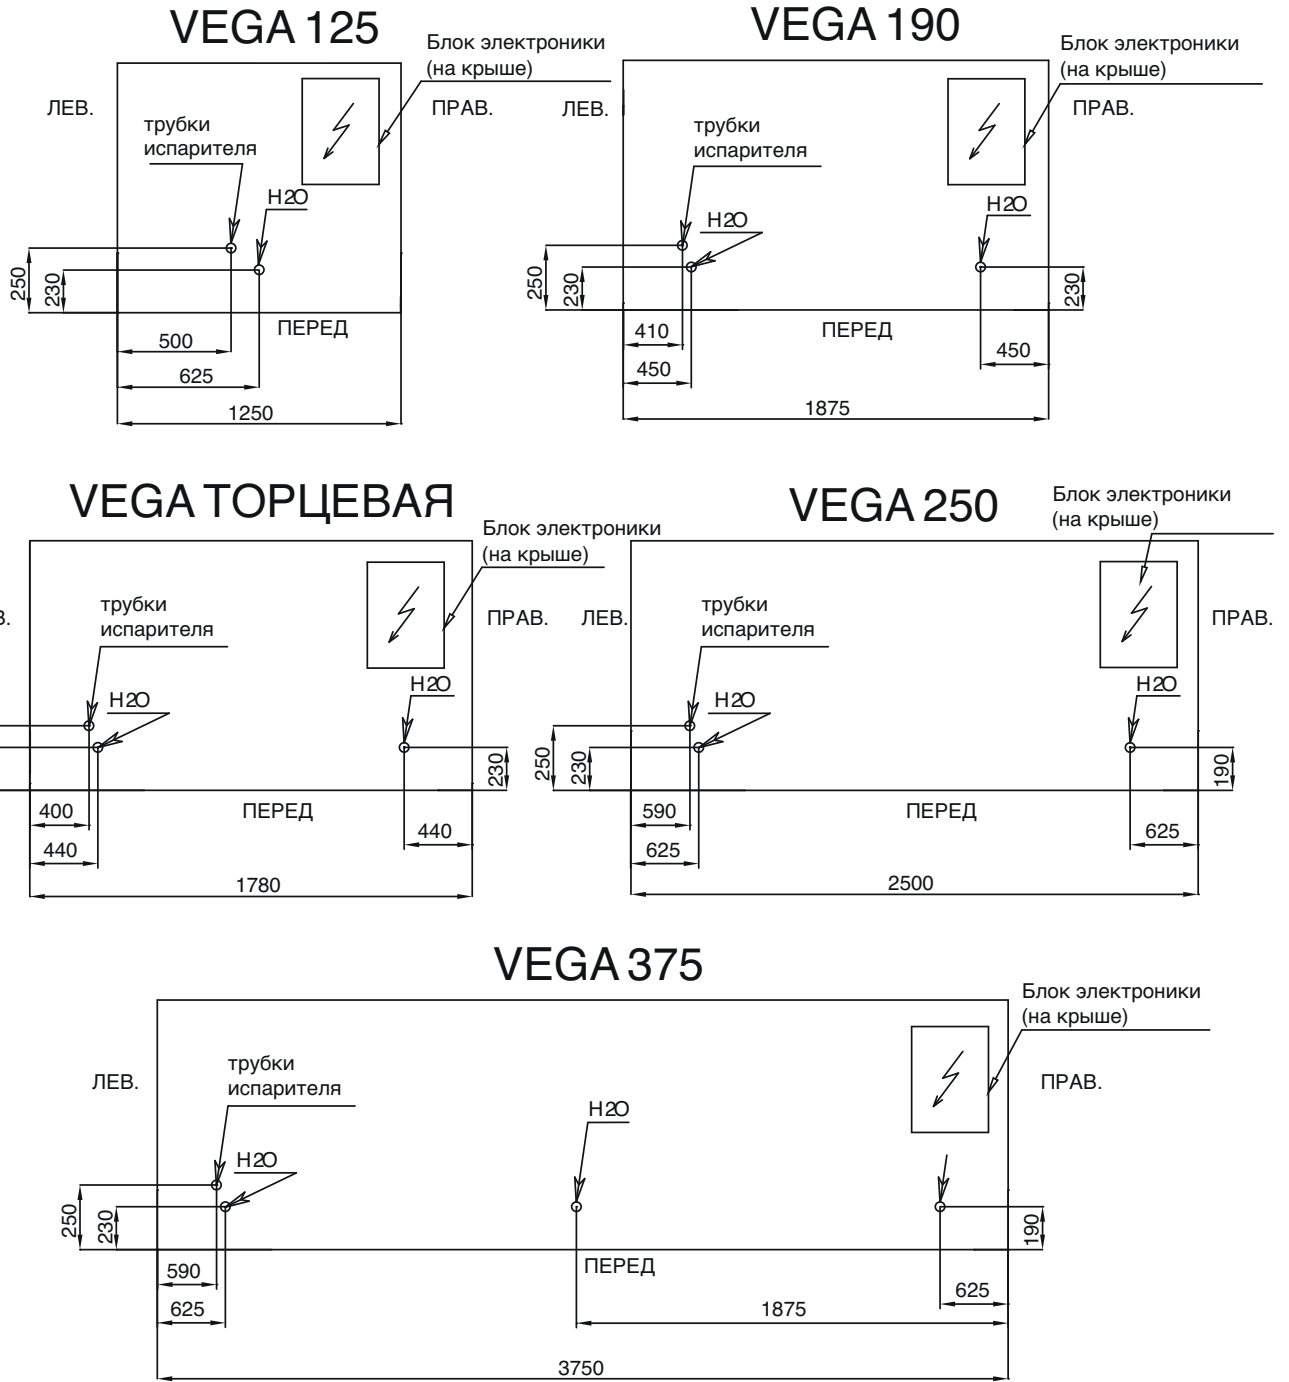 VEGA 125
Блок электроники
(на крыше)
ЛЕВ.
ПРАВ.
трубки
испарителя
H2O
250
230
ПЕРЕД
500
625
1250
VEGA 190
Блок электроники
(на крыше)
ЛЕВ.
ПРАВ.
трубки
испарителя
H2O
H2O
250
230
230
ПЕРЕД
410
450
450
1875
VEGA ТОРЦЕВАЯ
Блок электроники
(на крыше)
В.
ПРАВ.
трубки
испарителя
H2O
H2O
230
ПЕРЕД
400
440
440
1780
VEGA 250
Блок электроники
(на крыше)
ЛЕВ.
ПРАВ.
трубки
испарителя
H2O
H2O
250
230
190
ПЕРЕД
590
625
625
2500
VEGA 375
Блок электроники
(на крыше)
ЛЕВ.
ПРАВ.
трубки
испарителя
H2O
H2O
250
230
190
ПЕРЕД
590
625
625
1875
3750